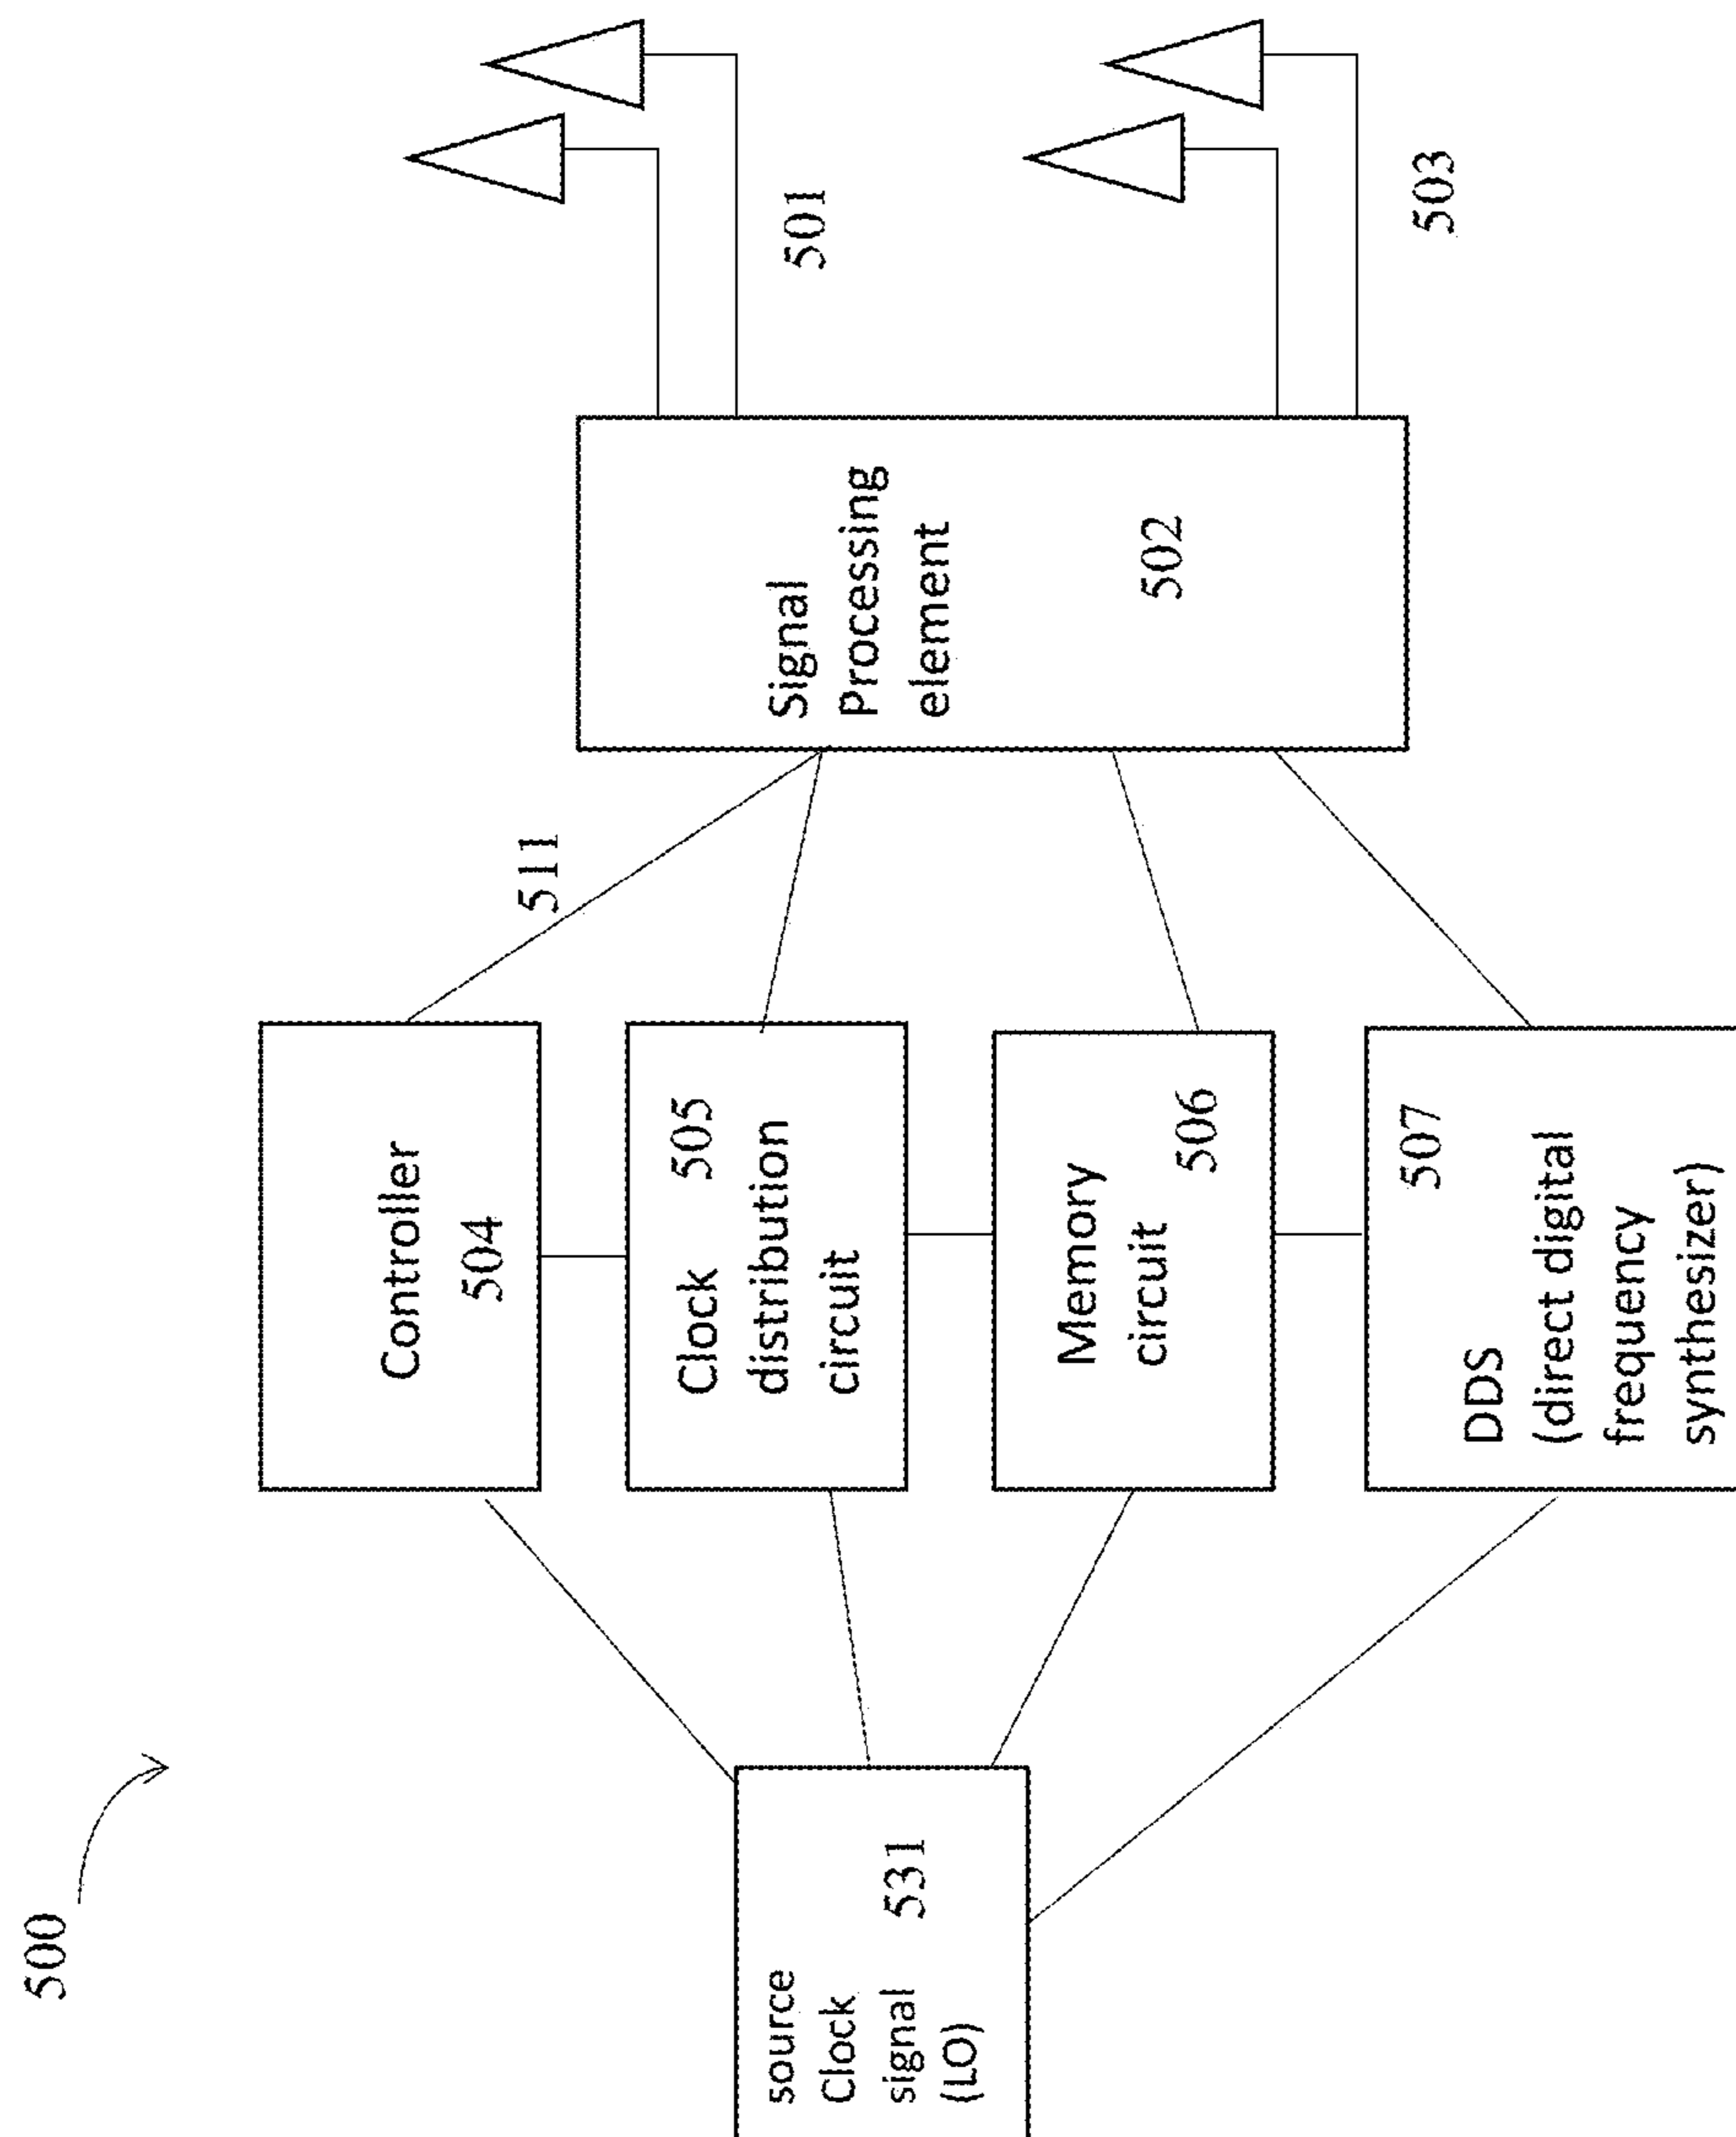 500
source
Clock
signal 531
(LO)
Controller
504
Clock 505
distribution
circuit
Memory
circuit
506
507
DDS
(direct digital
frequency
synthesizer)
511
Signal
Processing
element
502
501
503